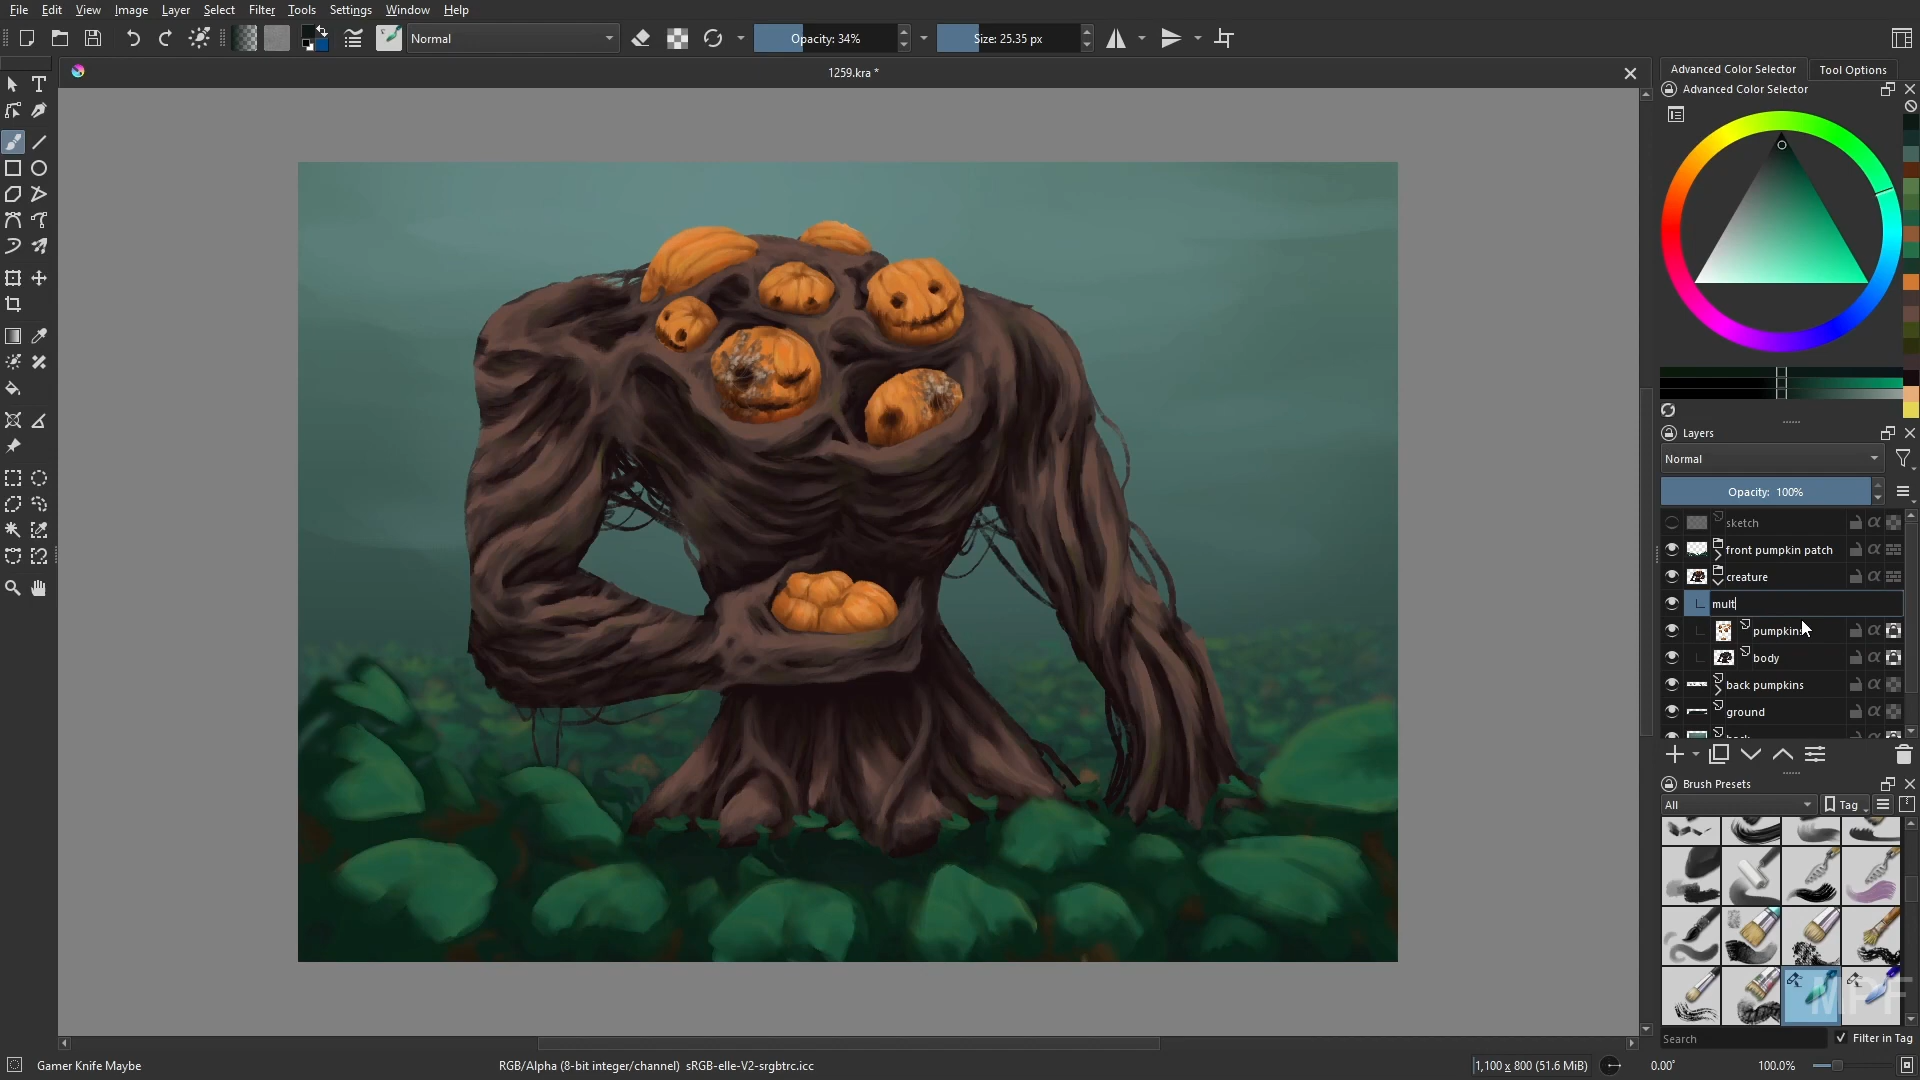 File Edit View Image Layer Select Filter Tools Settings Window Help
Normal
Opacity: 34%
Size: 25.35 px
1259.kra *
Advanced Color Selector
Tool Options
Advanced Color Selector
Layers
Normal
Opacity: 100%
sketch
front pumpkin patch
creature
mult
pumpkins
body
back pumpkins
ground
back
Brush Presets
All
Tag
MPF
Search
Filter in Tag
Gamer Knife Maybe
RGB/Alpha (8-bit integer/channel) sRGB-elle-V2-srgbtrc.icc
1,100 x 800 (51.6 MiB)
0.00°
100.0%